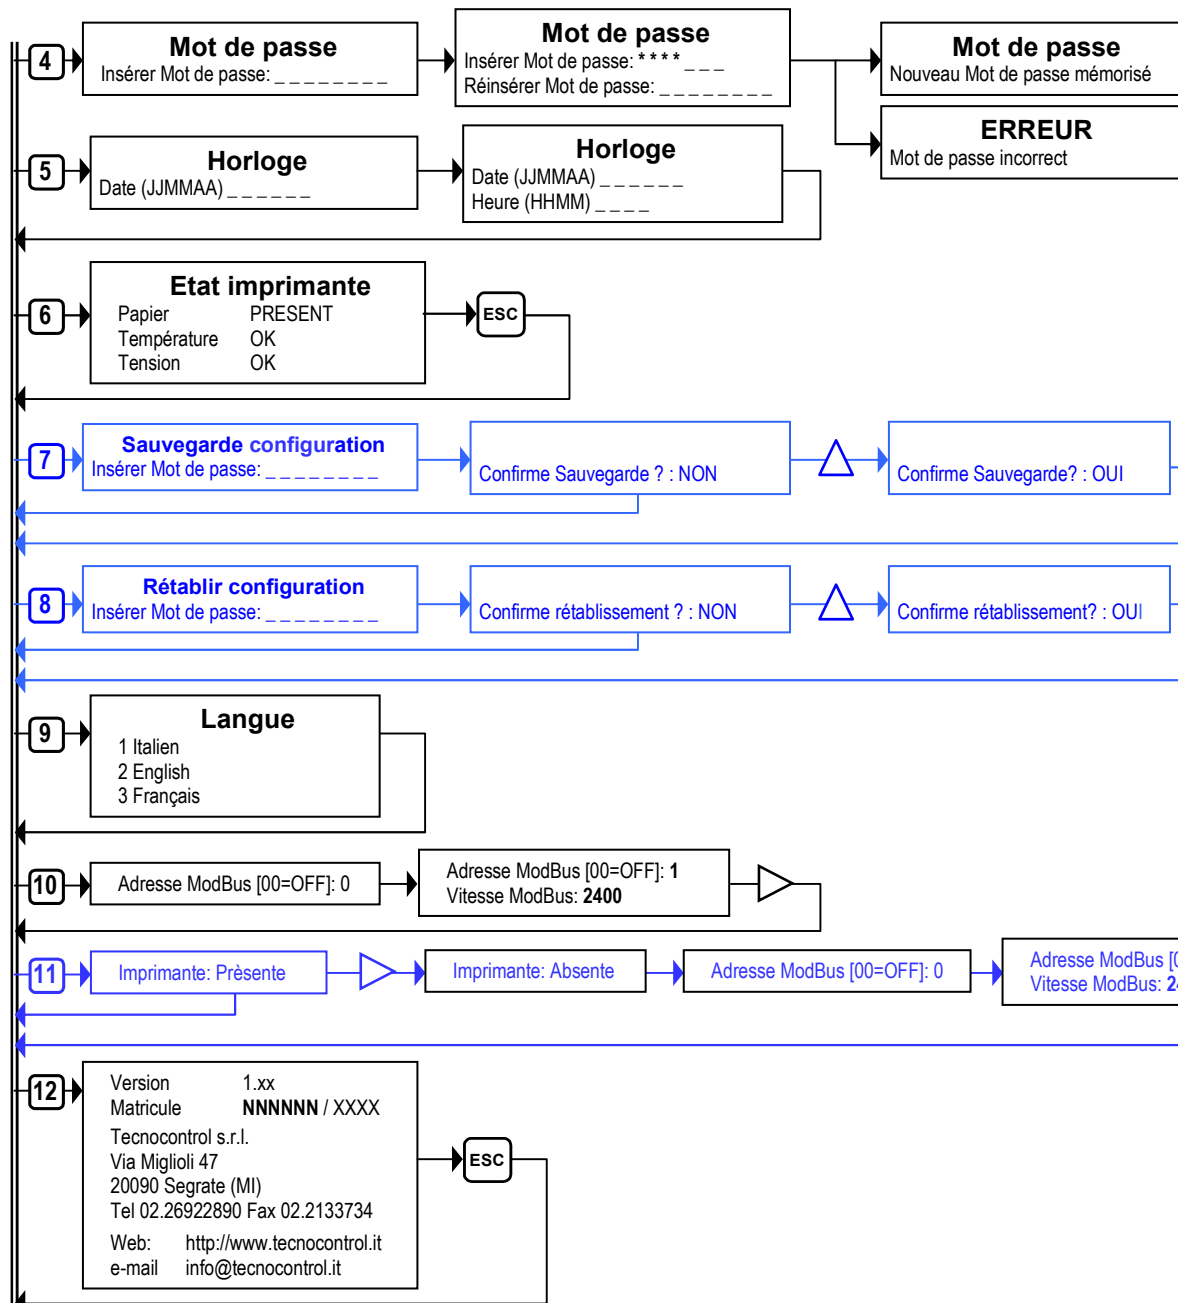 4
Mot de passe
Insérer Mot de passe: _ _ _ _ _ _ _ _
Mot de passe
Insérer Mot de passe: * * * * _ _ _
Réinsérer Mot de passe: _ _ _ _ _ _ _ _
Mot de passe
Nouveau Mot de passe mémorisé
ERREUR
Mot de passe incorrect
5
Horloge
Date (JJMMAA) _ _ _ _ _ _
Horloge
Date (JJMMAA) _ _ _ _ _ _
Heure (HHMM) _ _ _ _
6
Etat imprimante
Papier PRESENT
Température OK
Tension OK
ESC
7
Sauvegarde configuration
Insérer Mot de passe: _ _ _ _ _ _ _ _
Confirme Sauvegarde ? : NON
Confirme Sauvegarde? : OUI
8
Rétablir configuration
Insérer Mot de passe: _ _ _ _ _ _ _ _
Confirme rétablissement ? : NON
Confirme rétablissement? : OUI
9
Langue
1 Italien
2 English
3 Français
10
Adresse ModBus [00=OFF]: 0
Adresse ModBus [00=OFF]: 1
Vitesse ModBus: 2400
11
Imprimante: Prèsente
Imprimante: Absente
Adresse ModBus [00=OFF]: 0
Adresse ModBus
Vitesse ModBus:
12
Version 1.xx
Matricule NNNNNN / XXXX
Tecnocontrol s.r.l.
Via Miglioli 47
20090 Segrate (MI)
Tel 02.26922890 Fax 02.2133734
Web: http://www.tecnocontrol.it
e-mail info@tecnocontrol.it
ESC